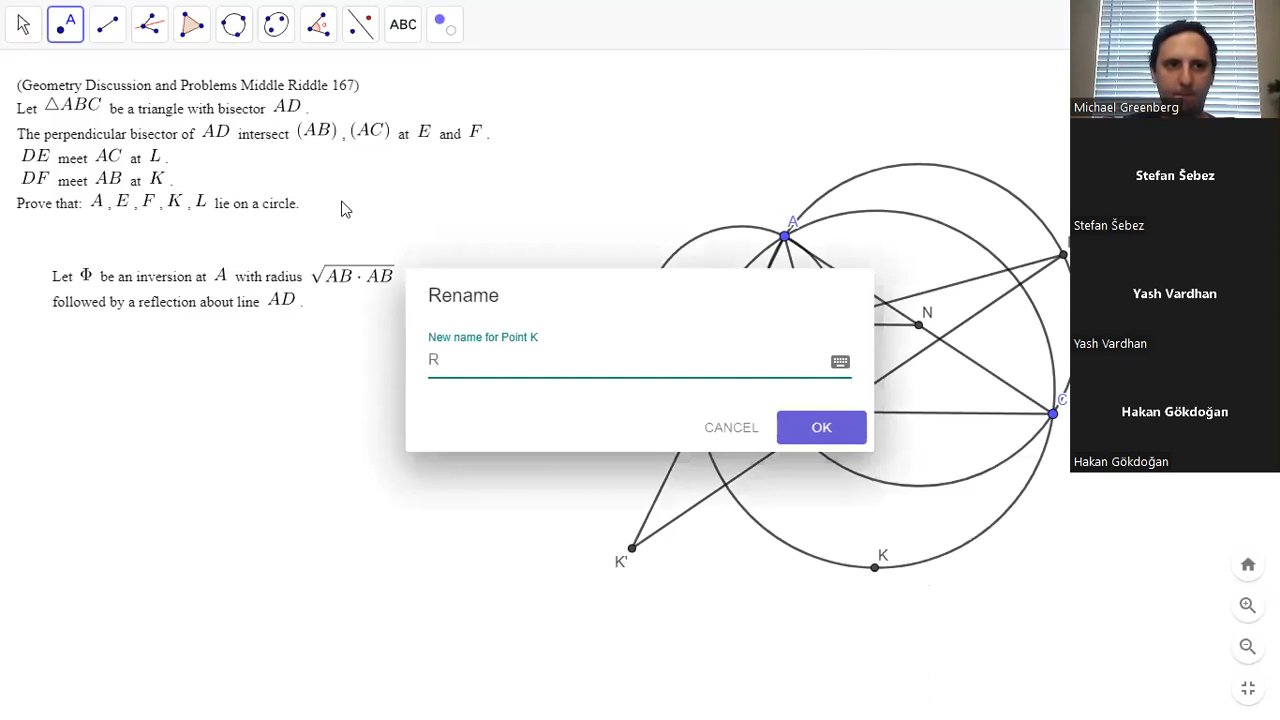 ABC
(Geometry Discussion and Problems Middle Riddle 167)
Let △ABC be a triangle with bisector AD .
The perpendicular bisector of AD intersect (AB) , (AC) at E and F .
DE meet AC at L .
DF meet AB at K .
Prove that: A , E , F , K , L lie on a circle.
Let Φ be an inversion at A with radius √AB · AB
followed by a reflection about line AD .
Rename
New name for Point K
R
CANCEL
OK
A
N
C
K'
K
Michael Greenberg
Stefan Šebez
Stefan Šebez
Yash Vardhan
Yash Vardhan
Hakan Gökdoğan
Hakan Gökdoğan